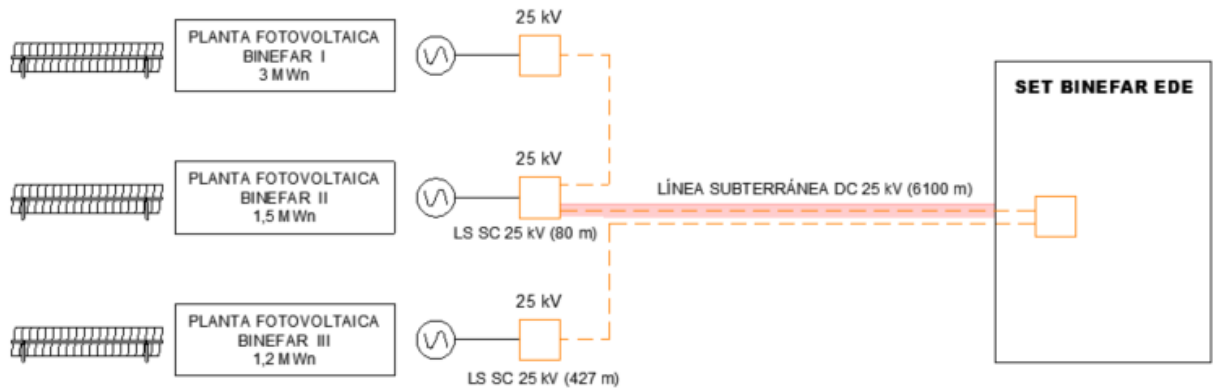 25 kV
PLANTA FOTOVOLTAICA
BINEFAR I
3 MWn
SET BINEFAR EDE
25 kV
PLANTA FOTOVOLTAICA
BINEFAR II
1,5 MWn
LÍNEA SUBTERRÁNEA DC 25 kV (6100 m)
LS SC 25 kV (80 m)
25 kV
PLANTA FOTOVOLTAICA
BINEFAR III
1,2 MWn
LS SC 25 kV (427 m)